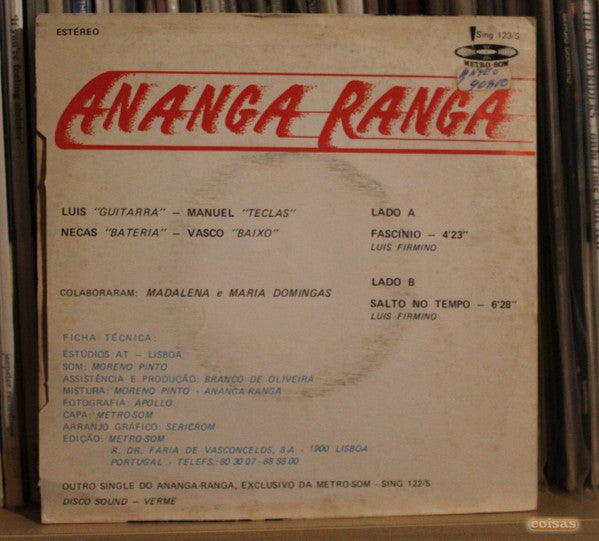 ESTÉREO
Sing 123/S
METRO-SOM
90800
ANANGA RANGA
LUIS "GUITARRA" – MANUEL "TECLAS"
NECAS "BATERIA" – VASCO "BAIXO"
LADO A
FASCÍNIO – 4'23"
LUIS FIRMINO
LADO B
SALTO NO TEMPO – 6'28"
LUIS FIRMINO
COLABORARAM: MADALENA e MARIA DOMINGAS
FICHA TÉCNICA:
ESTÚDIOS AT – LISBOA
SOM: MORENO PINTO
ASSISTÊNCIA E PRODUÇÃO: BRANCO DE OLIVEIRA
MISTURA: MORENO PINTO - ANANGA-RANGA
FOTOGRAFIA: APOLLO
CAPA: METRO-SOM
ARRANJO GRÁFICO: SERICROM
EDIÇÃO: METRO-SOM
R. DR. FARIA DE VASCONCELOS, 8-A - 1900 LISBOA
PORTUGAL - TELEFS. 80 30 07 - 88 58 00
OUTRO SINGLE DO ANANGA-RANGA, EXCLUSIVO DA METRO-SOM - SING 122/S
DISCO SOUND – VERME
coisas